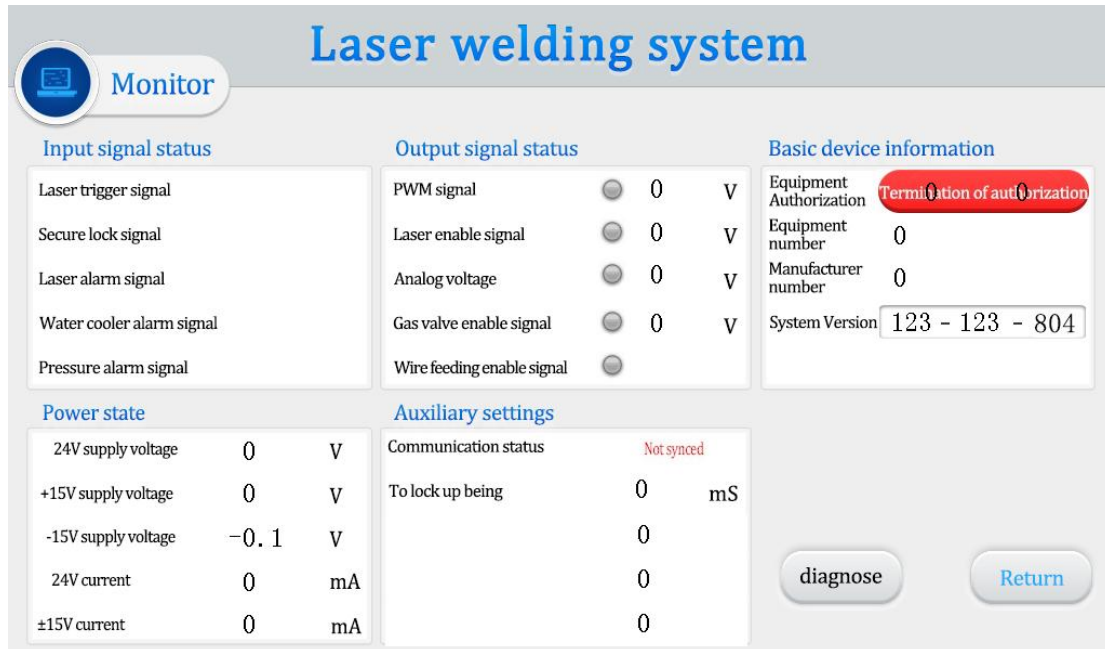 Laser welding system
Monitor
Input signal status
Laser trigger signal
Secure lock signal
Laser alarm signal
Water cooler alarm signal
Pressure alarm signal
Output signal status
PWM signal 0 V
Laser enable signal 0 V
Analog voltage 0 V
Gas valve enable signal 0 V
Wire feeding enable signal
Basic device information
Equipment
Authorization
Termination of authorization
0 0
Equipment
number 0
Manufacturer
number 0
System Version 123 - 123 - 804
Power state
24V supply voltage 0 V
+15V supply voltage 0 V
-15V supply voltage -0.1 V
24V current 0 mA
±15V current 0 mA
Auxiliary settings
Communication status Not synced
To lock up being 0 mS
0
0
0
diagnose
Return